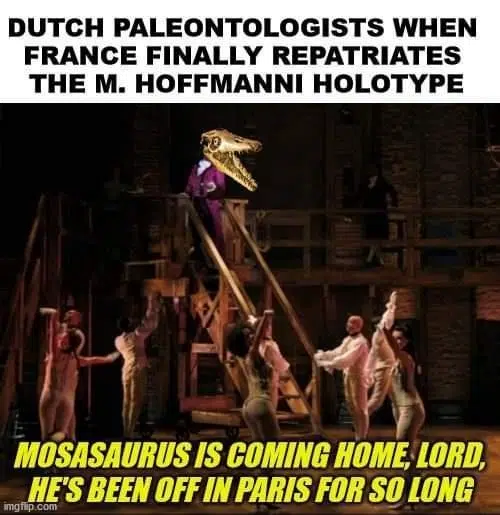 DUTCH PALEONTOLOGISTS WHEN
FRANCE FINALLY REPATRIATES
THE M. HOFFMANNI HOLOTYPE
MOSASAURUS IS COMING HOME, LORD,
HE'S BEEN OFF IN PARIS FOR SO LONG
imgflip.com